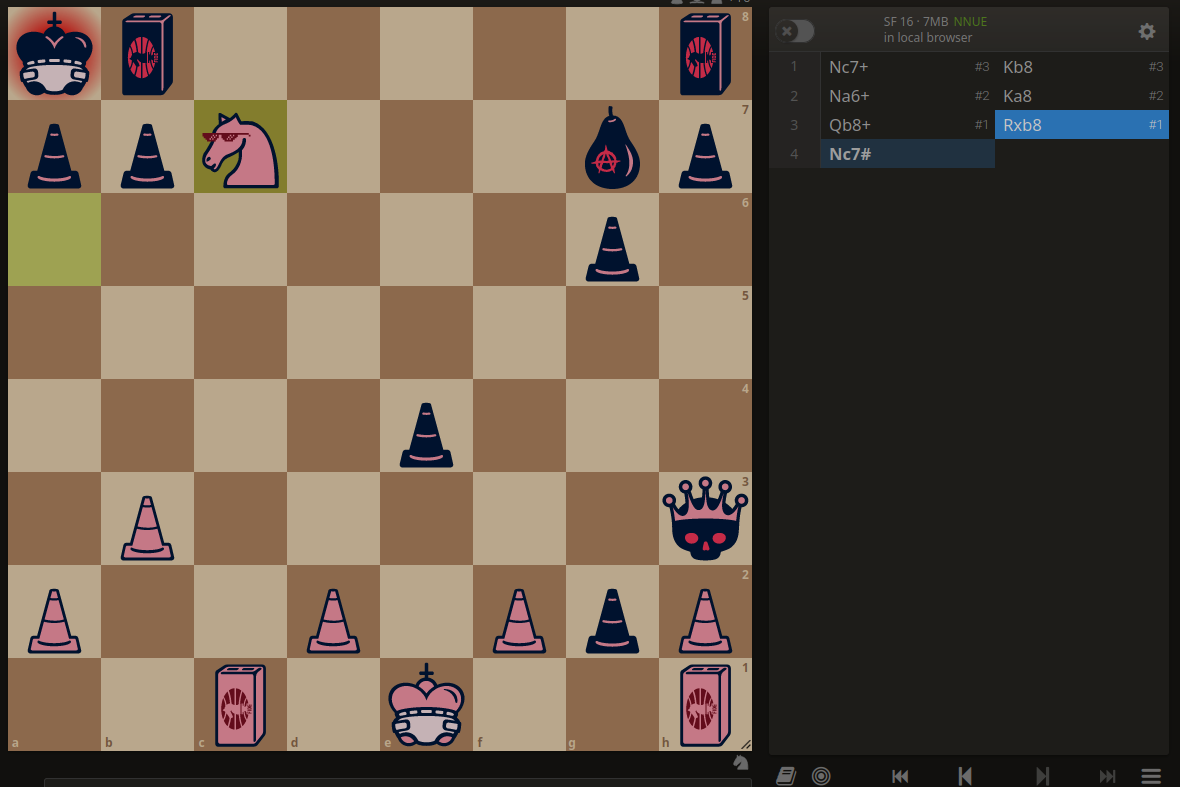 8
7
6
5
4
3
2
1
a b c d e f g h
SF 16 · 7MB NNUE
in local browser
1 Nc7+ #3 Kb8 #3
2 Na6+ #2 Ka8 #2
3 Qb8+ #1 Rxb8 #1
4 Nc7#